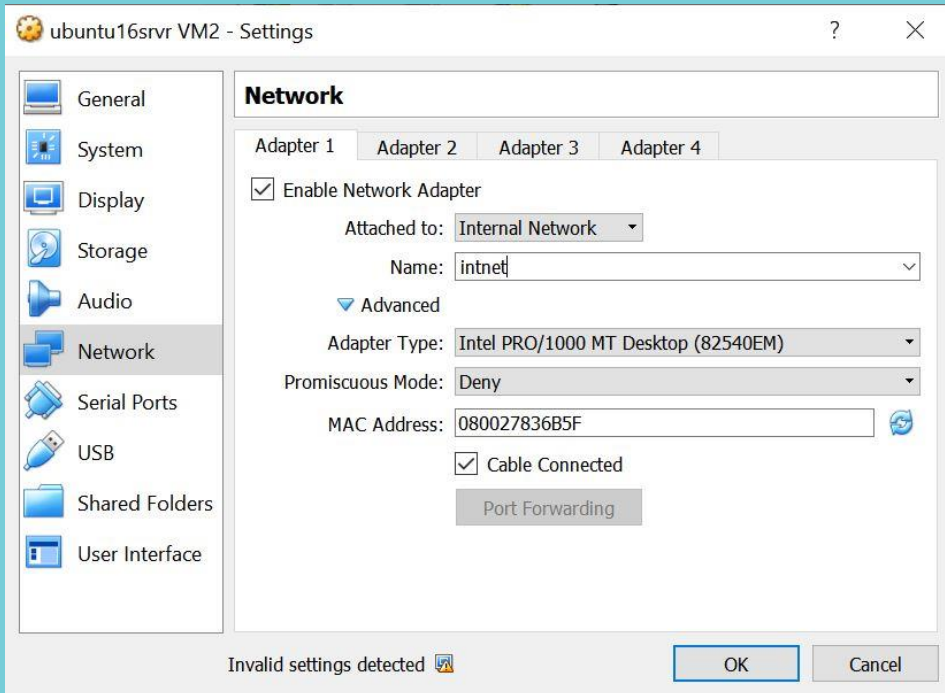 ubuntu16srvr VM2 - Settings ?
General
System
Display
Storage
Audio
Network
Serial Ports
USB
Shared Folders
User Interface
Network
Adapter 1 Adapter 2 Adapter 3 Adapter 4
Enable Network Adapter
Attached to: Internal Network
Name: intnet
Advanced
Adapter Type: Intel PRO/1000 MT Desktop (82540EM)
Promiscuous Mode: Deny
MAC Address: 080027836B5F
Cable Connected
Port Forwarding
Invalid settings detected
OK Cancel